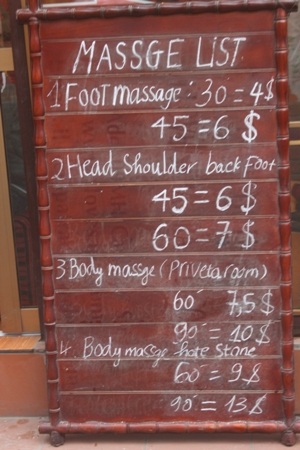 MASSGE LIST
1 Foot massage: 30´ = 4$
45 = 6 $
2 Head Shoulder back Foot
45 = 6 $
60 = 7 $
3 Body massge (Priveta room)
60´ 7,5 $
90´ = 10 $
4. Body massge hote stone
60´ = 9 $
90´ = 13 $